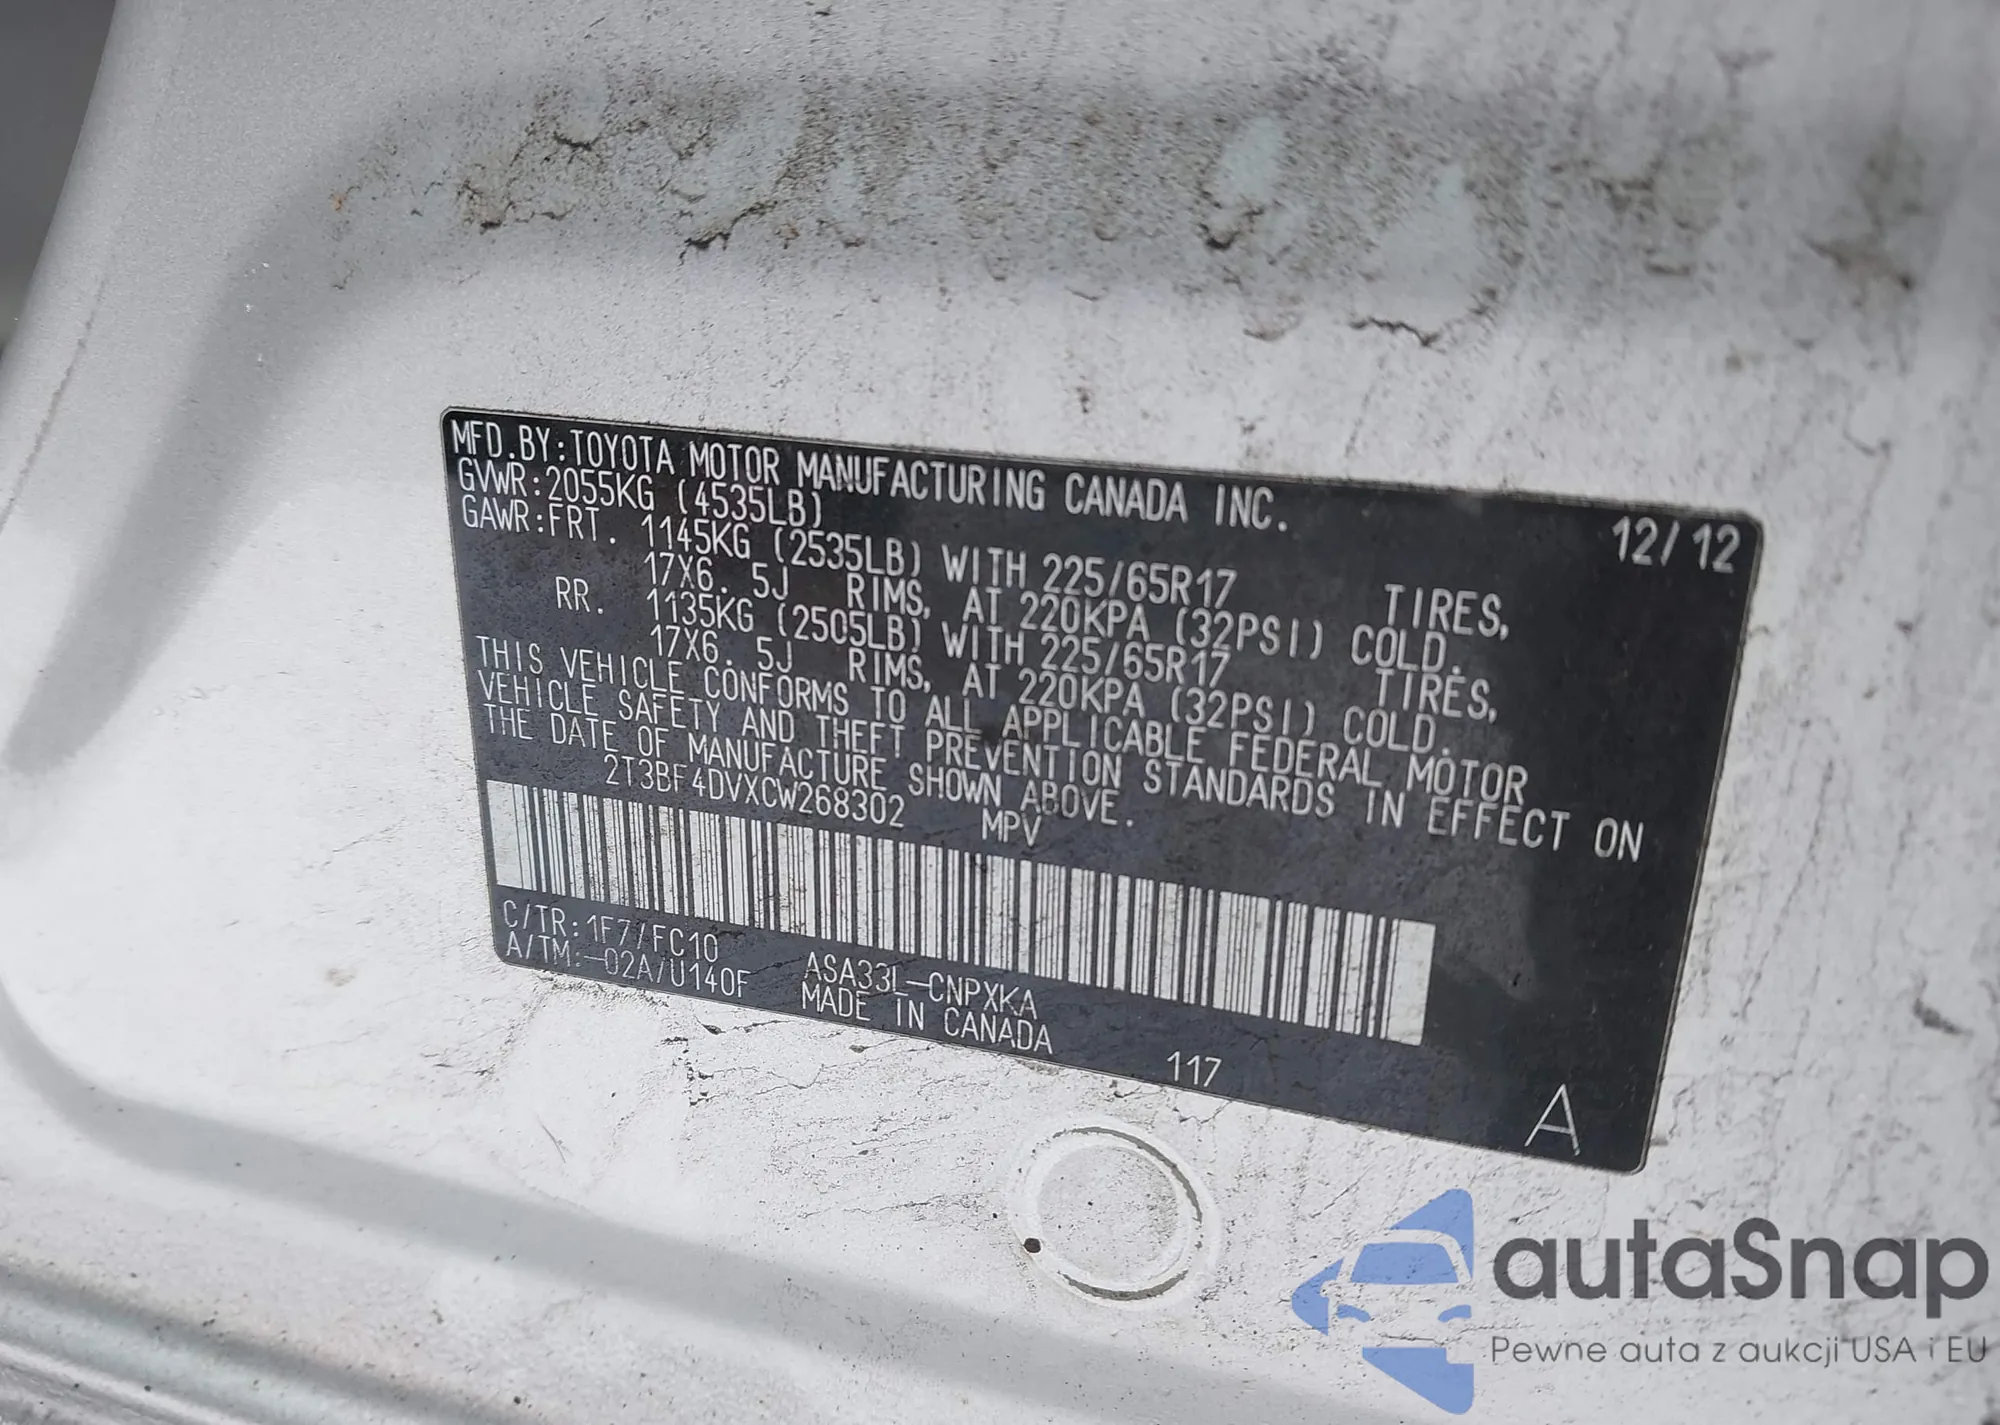 MFD.BY:TOYOTA MOTOR MANUFACTURING CANADA INC. 12/12
GVWR:2055KG (4535LB)
GAWR:FRT. 1145KG (2535LB) WITH 225/65R17 TIRES,
17X6. 5J RIMS, AT 220KPA (32PSI) COLD.
RR. 1135KG (2505LB) WITH 225/65R17 TIRES,
17X6. 5J RIMS, AT 220KPA (32PSI) COLD.
THIS VEHICLE CONFORMS TO ALL APPLICABLE FEDERAL MOTOR
VEHICLE SAFETY AND THEFT PREVENTION STANDARDS IN EFFECT ON
THE DATE OF MANUFACTURE SHOWN ABOVE.
2T3BF4DVXCW268302 MPV
C/TR:1F7/FC10 ASA33L-CNPXKA
A/TM:-02A/U140F MADE IN CANADA
117
A
autaSnap
Pewne auta z aukcji USA i EU